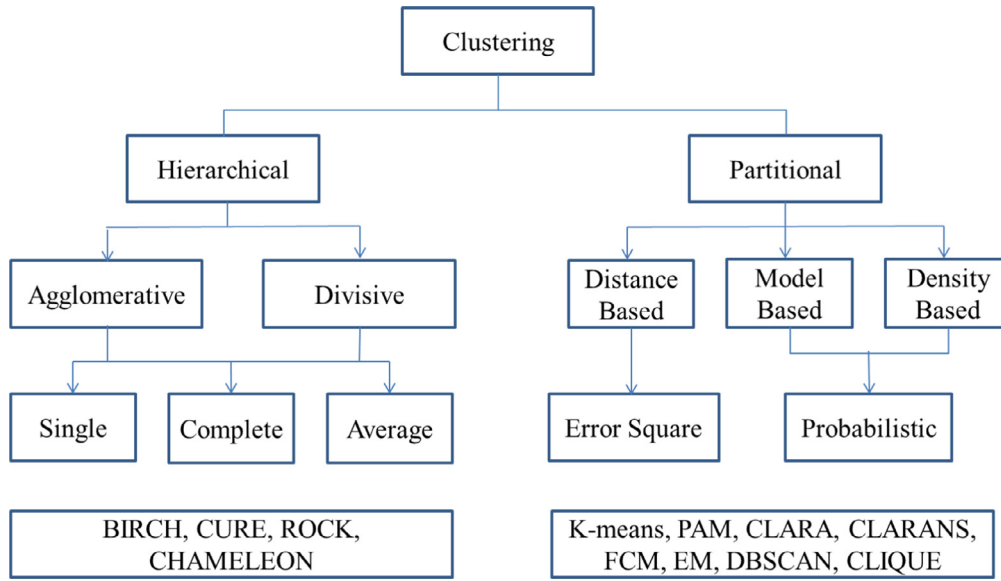 Clustering
Hierarchical
Partitional
Agglomerative
Divisive
Distance
Based
Model
Based
Density
Based
Single
Complete
Average
Error Square
Probabilistic
BIRCH, CURE, ROCK,
CHAMELEON
K-means, PAM, CLARA, CLARANS,
FCM, EM, DBSCAN, CLIQUE